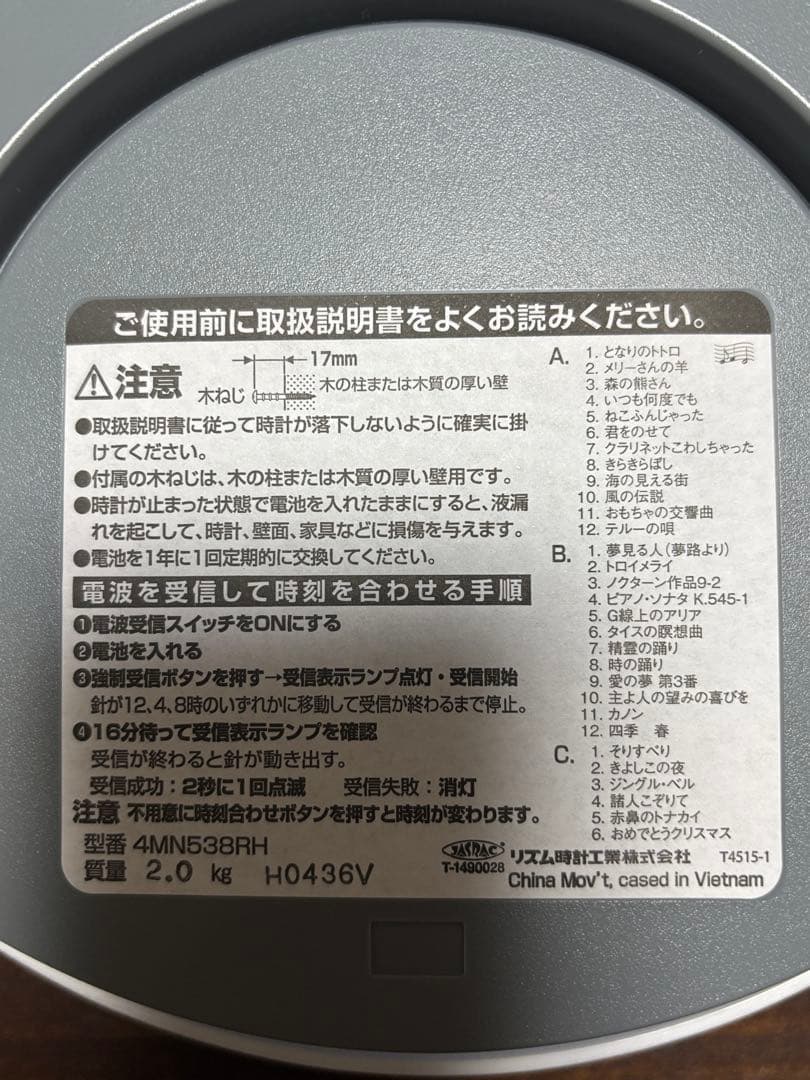 ご使用前に取扱説明書をよくお読みください。
注意
17mm
木ねじ
木の柱または木質の厚い壁
●取扱説明書に従って時計が落下しないように確実に掛
けてください。
●付属の木ねじは、木の柱または木質の厚い壁用です。
●時計が止まった状態で電池を入れたままにすると、液漏
れを起こして、時計、壁面、家具などに損傷を与えます。
●電池を1年に1回定期的に交換してください。
電波を受信して時刻を合わせる手順
❶電波受信スイッチをONにする
❷電池を入れる
❸強制受信ボタンを押す→受信表示ランプ点灯・受信開始
針が12、4、8時のいずれかに移動して受信が終わるまで停止。
❹16分待って受信表示ランプを確認
受信が終わると針が動き出す。
受信成功：2秒に1回点滅 受信失敗：消灯
注意 不用意に時刻合わせボタンを押すと時刻が変わります。
型番 4MN538RH
質量 2.0 kg H0436V
A. 1. となりのトトロ
2. メリーさんの羊
3. 森の熊さん
4. いつも何度でも
5. ねこふんじゃった
6. 君をのせて
7. クラリネットこわしちゃった
8. きらきらぼし
9. 海の見える街
10. 風の伝説
11. おもちゃの交響曲
12. テルーの唄
B. 1. 夢見る人（夢路より）
2. トロイメライ
3. ノクターン作品9-2
4. ピアノ・ソナタ K.545-1
5. G線上のアリア
6. タイスの瞑想曲
7. 精霊の踊り
8. 時の踊り
9. 愛の夢 第3番
10. 主よ人の望みの喜びを
11. カノン
12. 四季 春
C. 1. そりすべり
2. きよしこの夜
3. ジングル・ベル
4. 諸人こぞりて
5. 赤鼻のトナカイ
6. おめでとうクリスマス
JASRAC
T-1490028
リズム時計工業株式会社 T4515-1
China Mov't, cased in Vietnam